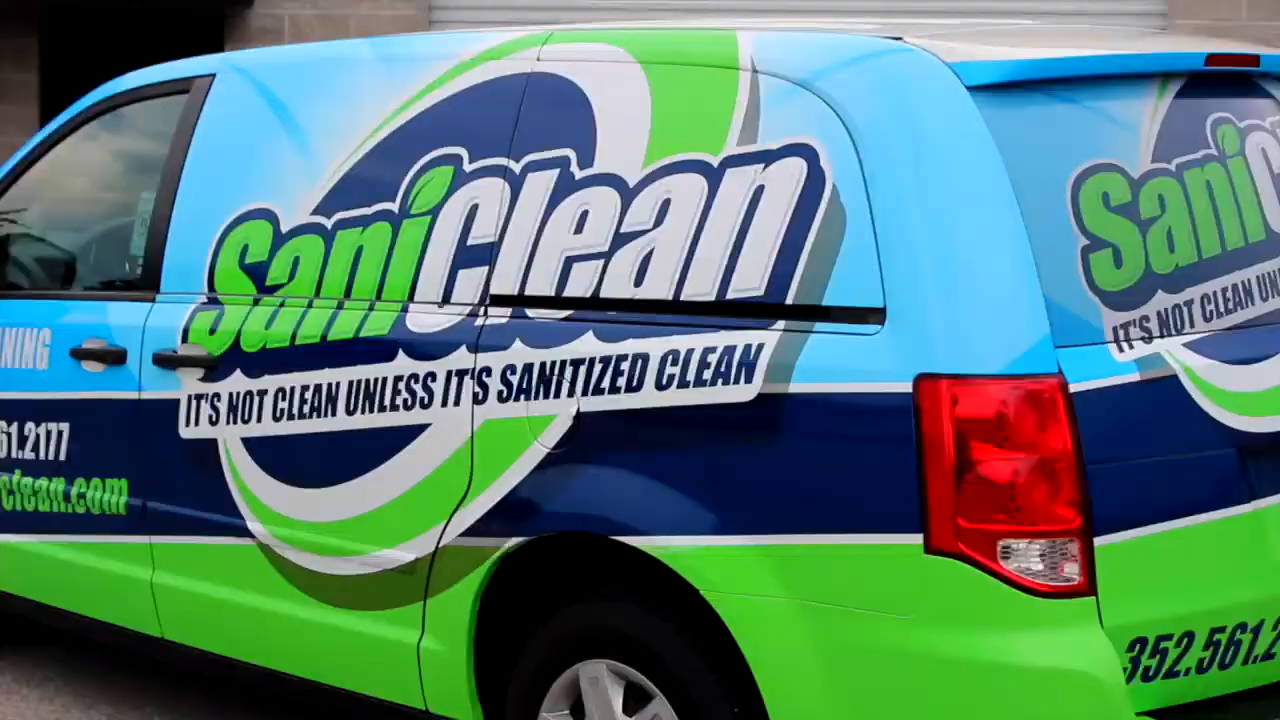 SaniClean
IT'S NOT CLEAN UNLESS IT'S SANITIZED CLEAN
NING
61.2177
clean.com
SaniC
IT'S NOT CLEAN UN
352.561.2